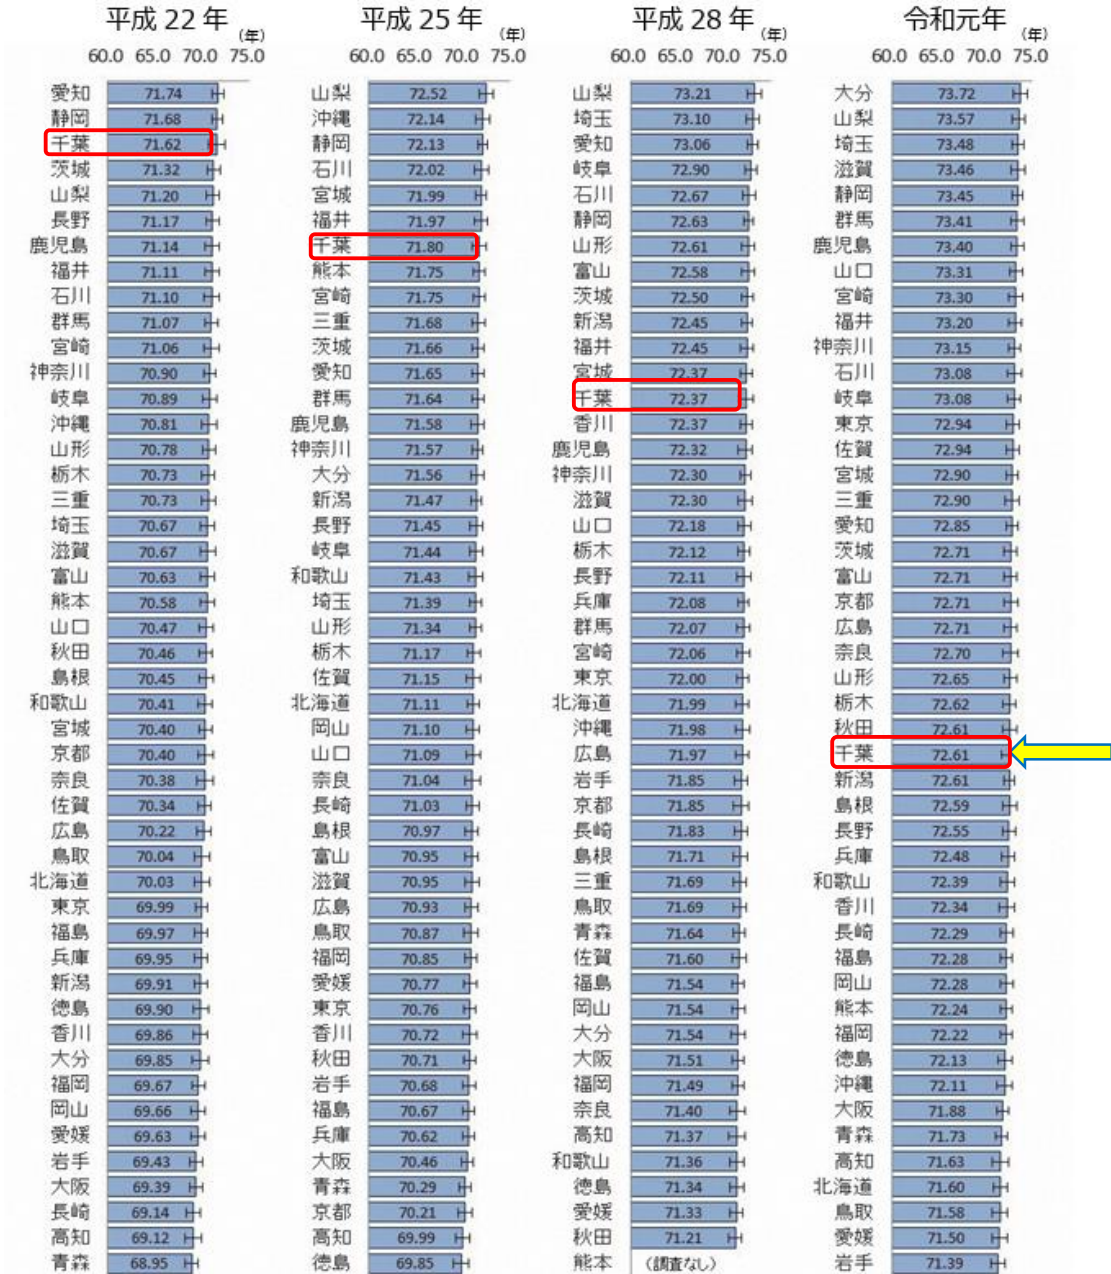 平成 22 年 平成 25 年 平成 28 年 令和元年
(年) (年) (年) (年)
60.0 65.0 70.0 75.0 60.0 65.0 70.0 75.0 60.0 65.0 70.0 75.0 60.0 65.0 70.0 75.0
愛知 71.74 山梨 72.52 山梨 73.21 大分 73.72
静岡 71.68 沖縄 72.14 埼玉 73.10 山梨 73.57
千葉 71.62 静岡 72.13 愛知 73.06 埼玉 73.48
茨城 71.32 石川 72.02 岐阜 72.90 滋賀 73.46
山梨 71.20 宮城 71.99 石川 72.67 静岡 73.45
長野 71.17 福井 71.97 静岡 72.63 群馬 73.41
鹿児島 71.14 千葉 71.80 山形 72.61 鹿児島 73.40
福井 71.11 熊本 71.75 富山 72.58 山口 73.31
石川 71.10 宮崎 71.75 茨城 72.50 宮崎 73.30
群馬 71.07 三重 71.68 新潟 72.45 福井 73.20
宮崎 71.06 茨城 71.66 福井 72.45 神奈川 73.15
神奈川 70.90 愛知 71.65 宮城 72.37 石川 73.08
岐阜 70.89 群馬 71.64 千葉 72.37 岐阜 73.08
沖縄 70.81 鹿児島 71.58 香川 72.37 東京 72.94
山形 70.78 神奈川 71.57 鹿児島 72.32 佐賀 72.94
栃木 70.73 大分 71.56 神奈川 72.30 宮城 72.90
三重 70.73 新潟 71.47 滋賀 72.30 三重 72.90
埼玉 70.67 長野 71.45 山口 72.18 愛知 72.85
滋賀 70.67 岐阜 71.44 栃木 72.12 茨城 72.71
富山 70.63 和歌山 71.43 長野 72.11 富山 72.71
熊本 70.58 埼玉 71.39 兵庫 72.08 京都 72.71
山口 70.47 山形 71.34 群馬 72.07 広島 72.71
秋田 70.46 栃木 71.17 宮崎 72.06 奈良 72.70
島根 70.45 佐賀 71.15 東京 72.00 山形 72.65
和歌山 70.41 北海道 71.11 北海道 71.99 栃木 72.62
宮城 70.40 岡山 71.10 沖縄 71.98 秋田 72.61
京都 70.40 山口 71.09 広島 71.97 千葉 72.61
奈良 70.38 奈良 71.04 岩手 71.85 新潟 72.61
佐賀 70.34 長崎 71.03 京都 71.85 島根 72.59
広島 70.22 島根 70.97 長崎 71.83 長野 72.55
鳥取 70.04 富山 70.95 島根 71.71 兵庫 72.48
北海道 70.03 滋賀 70.95 三重 71.69 和歌山 72.39
東京 69.99 広島 70.93 鳥取 71.69 香川 72.34
福島 69.97 鳥取 70.87 青森 71.64 長崎 72.29
兵庫 69.95 福岡 70.85 佐賀 71.60 福島 72.28
新潟 69.91 愛媛 70.77 福島 71.54 岡山 72.28
徳島 69.90 東京 70.76 岡山 71.54 熊本 72.24
香川 69.86 香川 70.72 大分 71.54 福岡 72.22
大分 69.85 秋田 70.71 大阪 71.51 徳島 72.13
福岡 69.67 岩手 70.68 福岡 71.49 沖縄 72.11
岡山 69.66 福島 70.67 奈良 71.40 大阪 71.88
愛媛 69.63 兵庫 70.62 高知 71.37 青森 71.73
岩手 69.43 大阪 70.46 和歌山 71.36 高知 71.63
大阪 69.39 青森 70.29 徳島 71.34 北海道 71.60
長崎 69.14 京都 70.21 愛媛 71.33 鳥取 71.58
高知 69.12 高知 69.99 秋田 71.21 愛媛 71.50
青森 68.95 徳島 69.85 熊本 (調査なし) 岩手 71.39